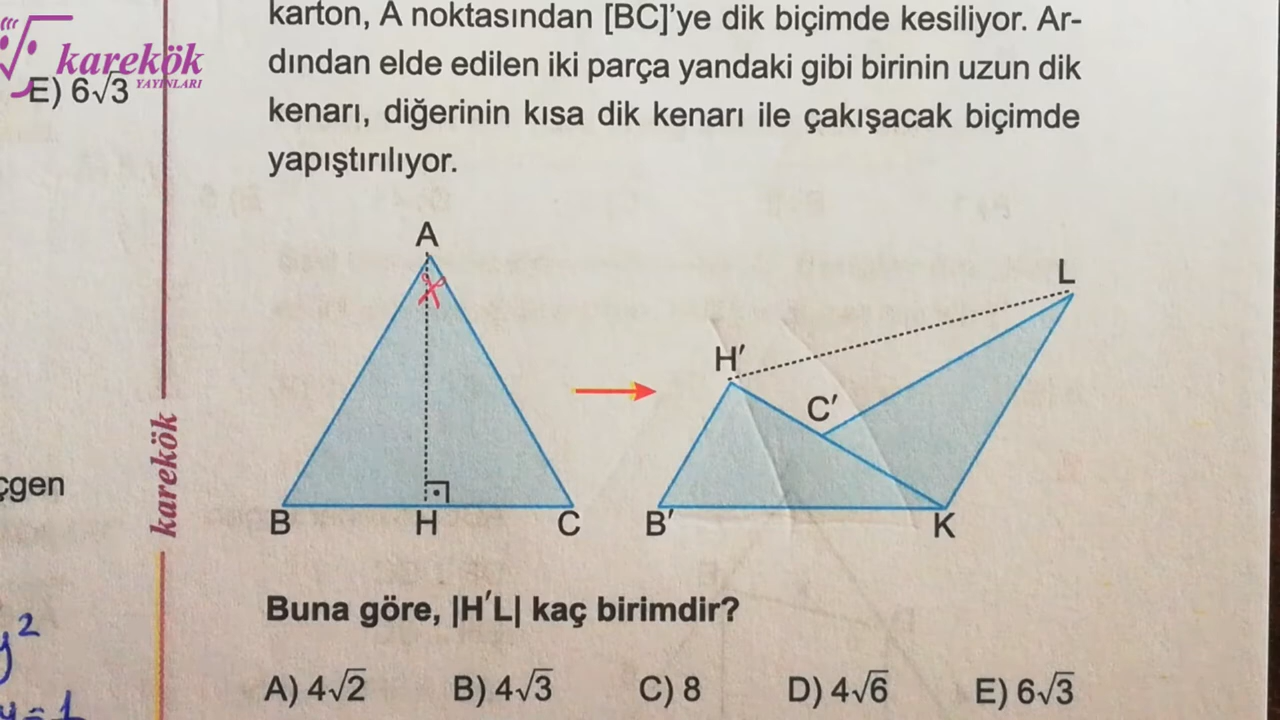 karekök
YAYINLARI
E) 6√3
karton, A noktasından [BC]'ye dik biçimde kesiliyor. Ar-
dından elde edilen iki parça yandaki gibi birinin uzun dik
kenarı, diğerinin kısa dik kenarı ile çakışacak biçimde
yapıştırılıyor.
A
B
H
C
H′
C′
L
B′
K
karekök
çgen
Buna göre, |H′L| kaç birimdir?
A) 4√2 B) 4√3 C) 8 D) 4√6 E) 6√3
y²